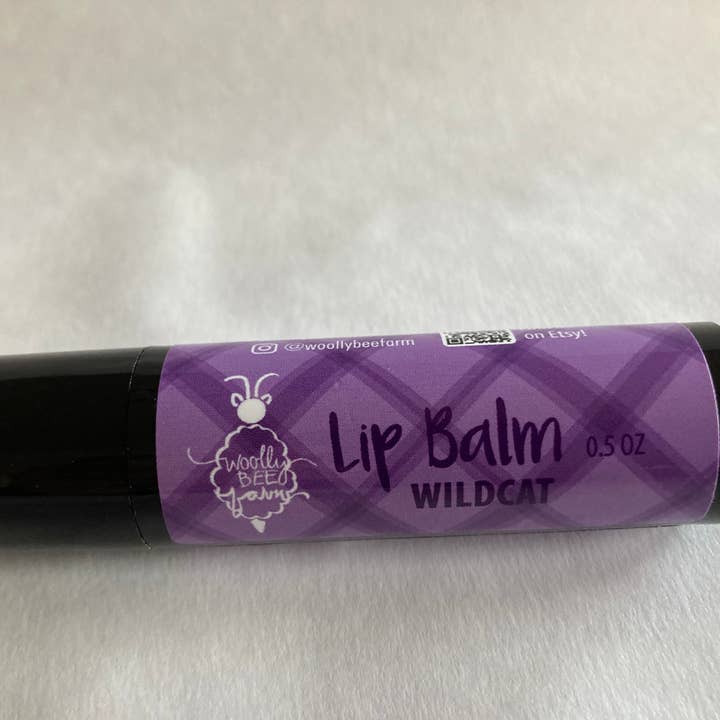 @woollybeefarm
on Etsy!
woolly
BEE
farm
Lip Balm 0.5 OZ
WILDCAT